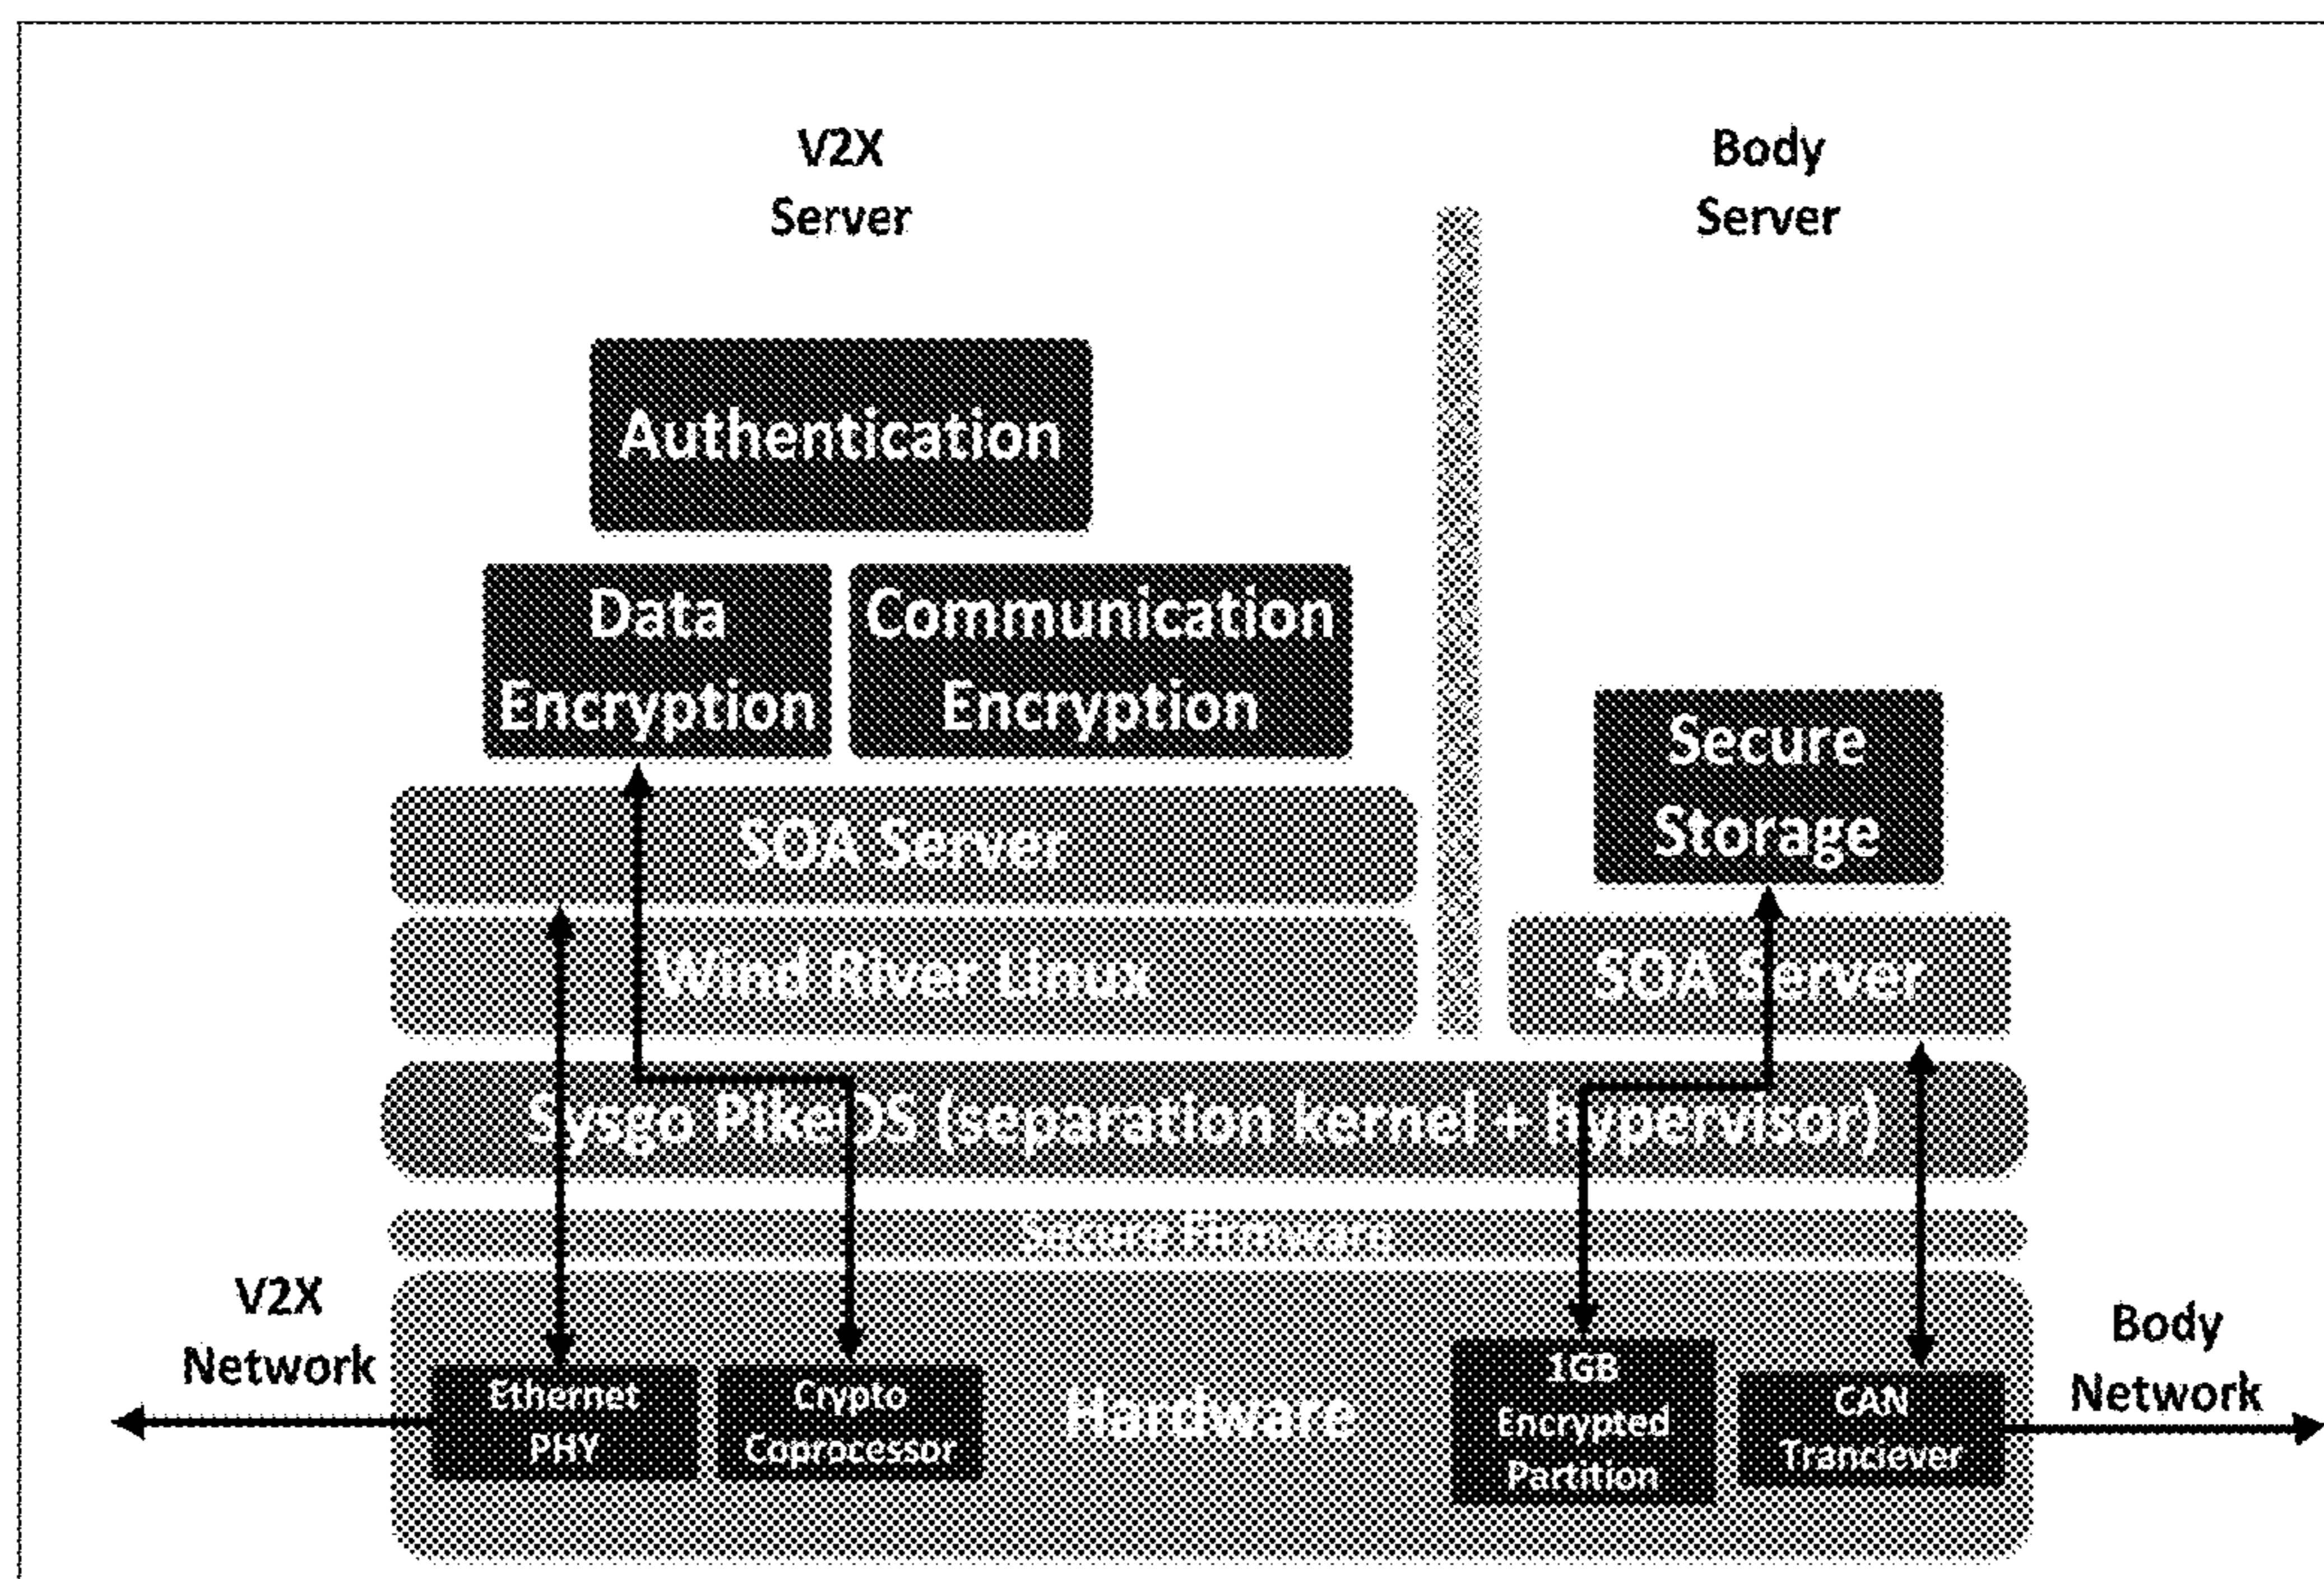 V2X
Server
Body
Server
Authentication
Data
Encryption
Communication
Encryption
Secure
Storage
SOA Server
Wind River Linux
SOA Server
Sysgo PikeOS (separation kernel + hypervisor)
Secure Firmware
V2X
Network
Ethernet
PHY
Crypto
Coprocessor
Hardware
1GB
Encrypted
Partition
CAN
Tranciever
Body
Network